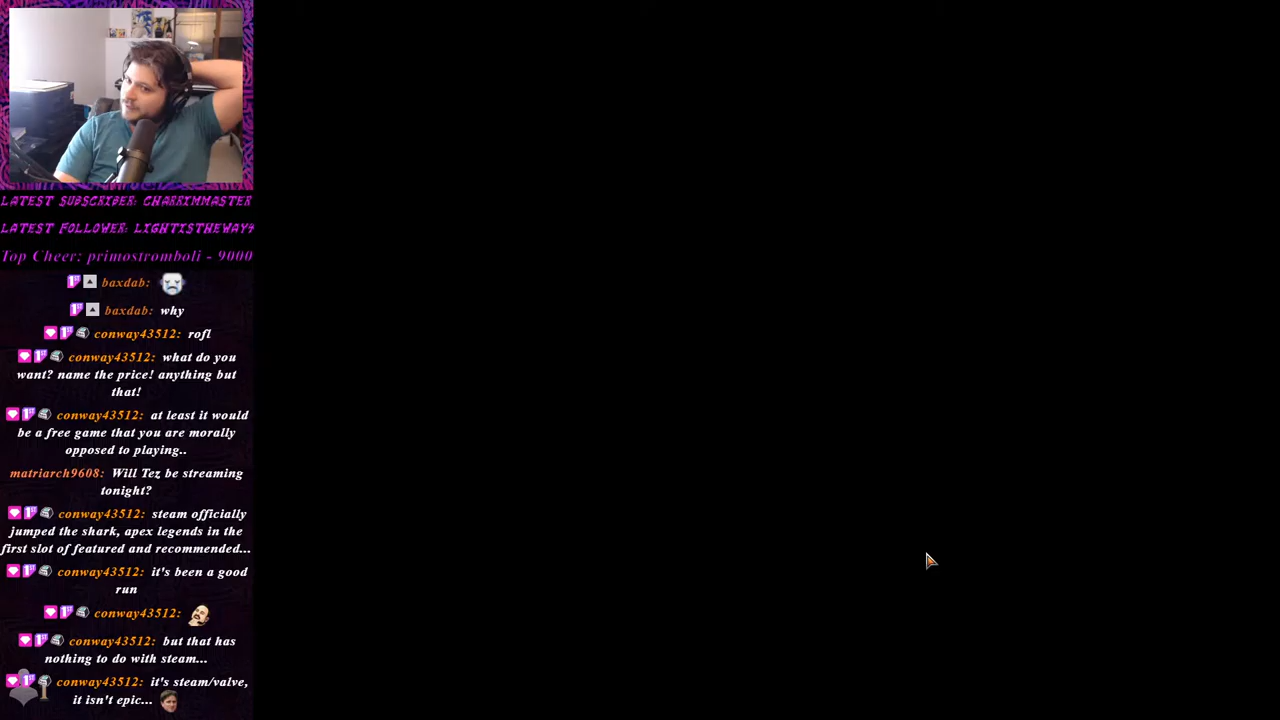 LATEST SUBSCRIBER: CHARRIMMASTER
LATEST FOLLOWER: LIGHTISTHEWAY4
Top Cheer: primostromboli - 9000
baxdab:
baxdab: why
conway43512: rofl
conway43512: what do you
want? name the price! anything but
that!
conway43512: at least it would
be a free game that you are morally
opposed to playing..
matriarch9608: Will Tez be streaming
tonight?
conway43512: steam officially
jumped the shark, apex legends in the
first slot of featured and recommended...
conway43512: it's been a good
run
conway43512:
conway43512: but that has
nothing to do with steam...
conway43512: it's steam/valve,
it isn't epic...